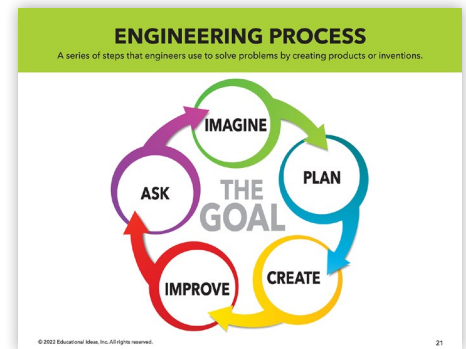 ENGINEERING PROCESS
A series of steps that engineers use to solve problems by creating products or inventions.
IMAGINE
PLAN
ASK
THE
GOAL
CREATE
IMPROVE
© 2022 Educational Ideas, Inc. All rights reserved.
21